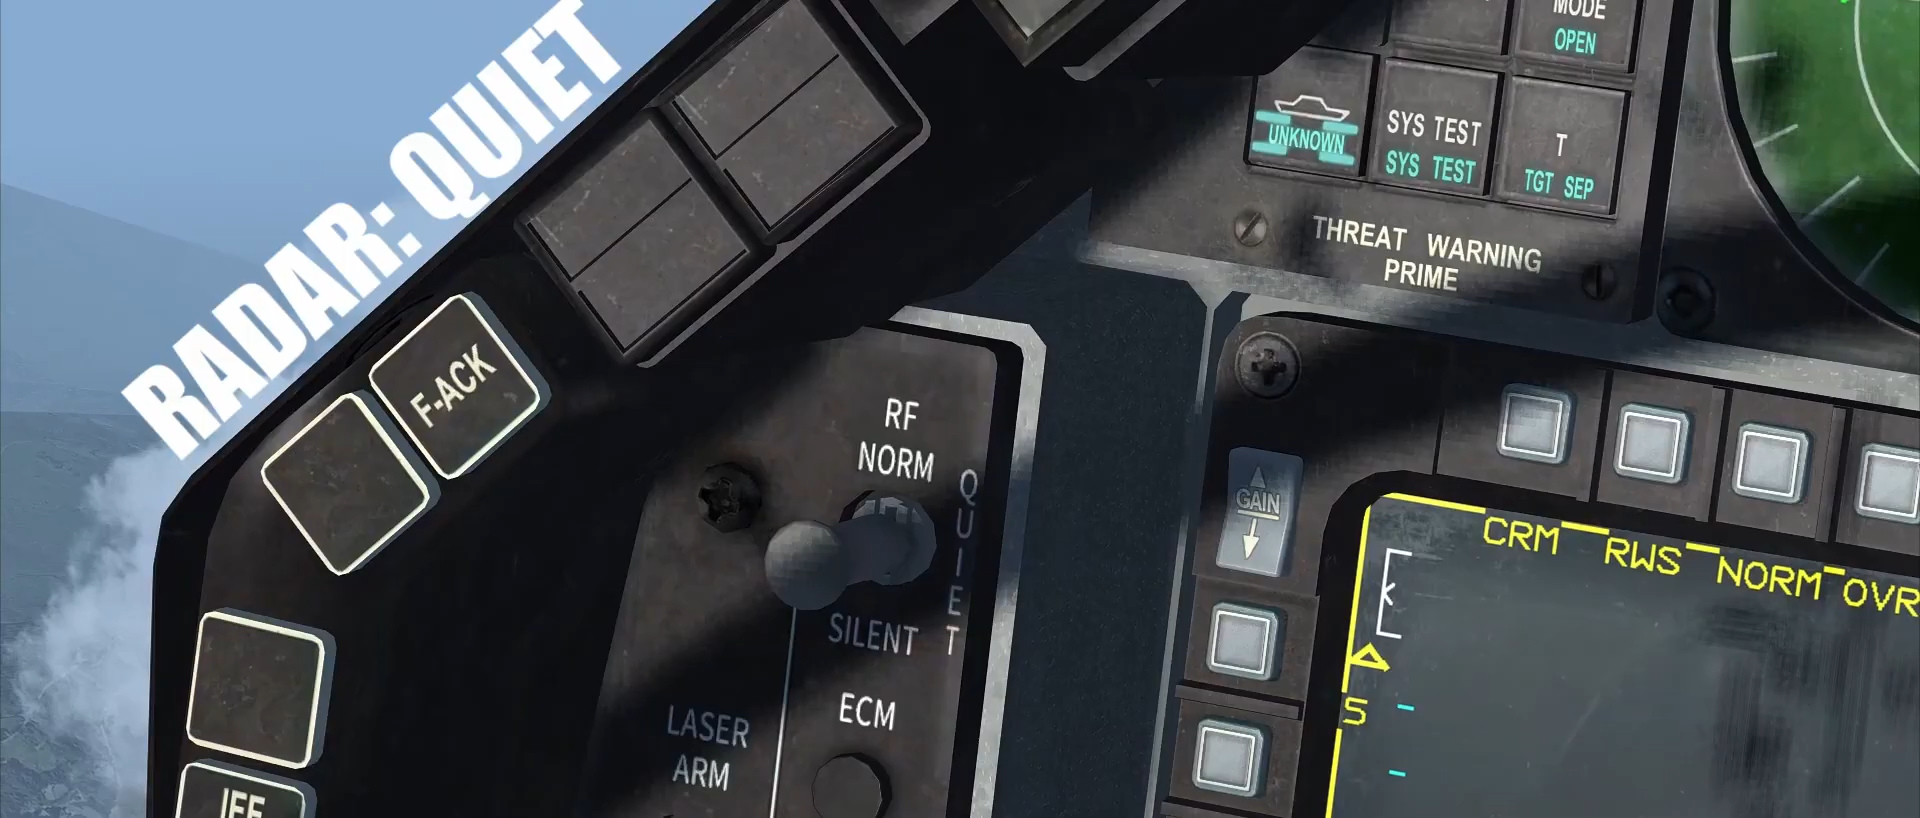 RADAR: QUIET
MODE
OPEN
UNKNOWN
SYS TEST
SYS TEST
T
TGT SEP
THREAT WARNING
PRIME
F-ACK
RF
NORM
QUIET
SILENT
ECM
LASER
ARM
IFF
GAIN
CRM RWS NORM OVR
5